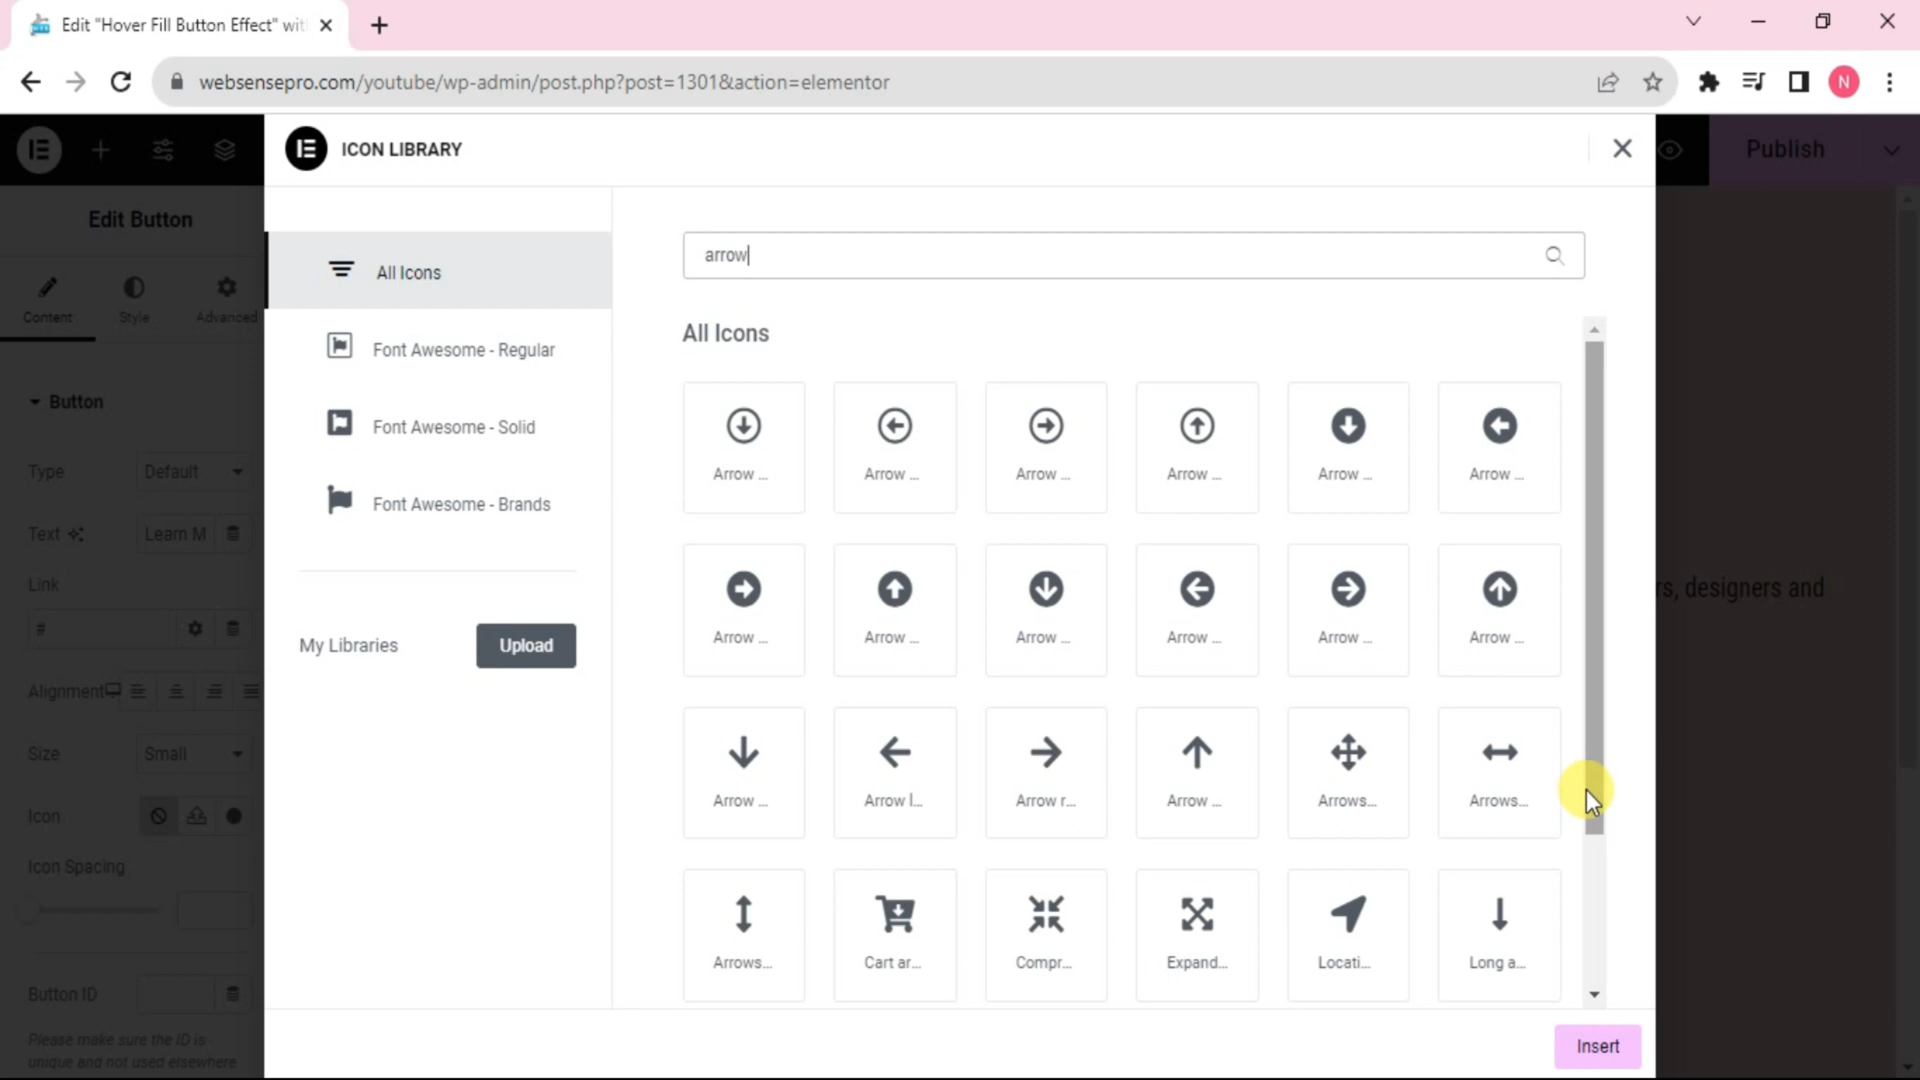 Edit "Hover Fill Button Effect" wit
websensepro.com/youtube/wp-admin/post.php?post=1301&action=elementor
N
ICON LIBRARY
Publish
Edit Button
arrow
All Icons
Content
Style
Advanced
All Icons
Font Awesome - Regular
Button
Font Awesome - Solid
Arrow ...
Arrow ...
Arrow ...
Arrow ...
Arrow ...
Arrow ...
Type
Default
Font Awesome - Brands
Text
Learn M
Link
rs, designers and
#
My Libraries
Upload
Arrow ...
Arrow ...
Arrow ...
Arrow ...
Arrow ...
Arrow ...
Alignment
Size
Small
Icon
Arrow ...
Arrow l...
Arrow r...
Arrow ...
Arrows...
Arrows...
Icon Spacing
Arrows...
Cart ar...
Compr...
Expand...
Locati...
Long a...
Button ID
Please make sure the ID is
unique and not used elsewhere
Insert